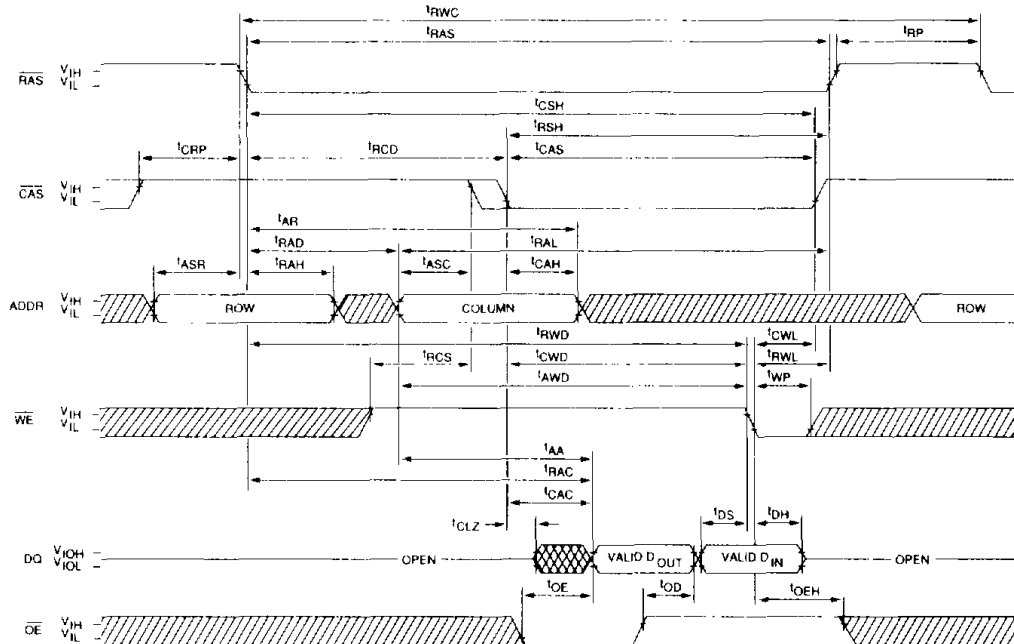 tRWC
tRAS
tRP
RAS VIH
VIL
tCSH
tRSH
tCRP
tRCD
tCAS
CAS VIH
VIL
tAR
tRAD
tRAL
tASR
tRAH
tASC
tCAH
ADDR VIH
VIL
ROW
COLUMN
ROW
tRWD
tCWL
tRCS
tCWD
tRWL
tAWD
tWP
WE VIH
VIL
tAA
tRAC
tCAC
tCLZ
tDS
tDH
DQ VIOH
VIOL
OPEN
VALID DOUT
VALID DIN
OPEN
tOE
tOD
tOEH
OE VIH
VIL